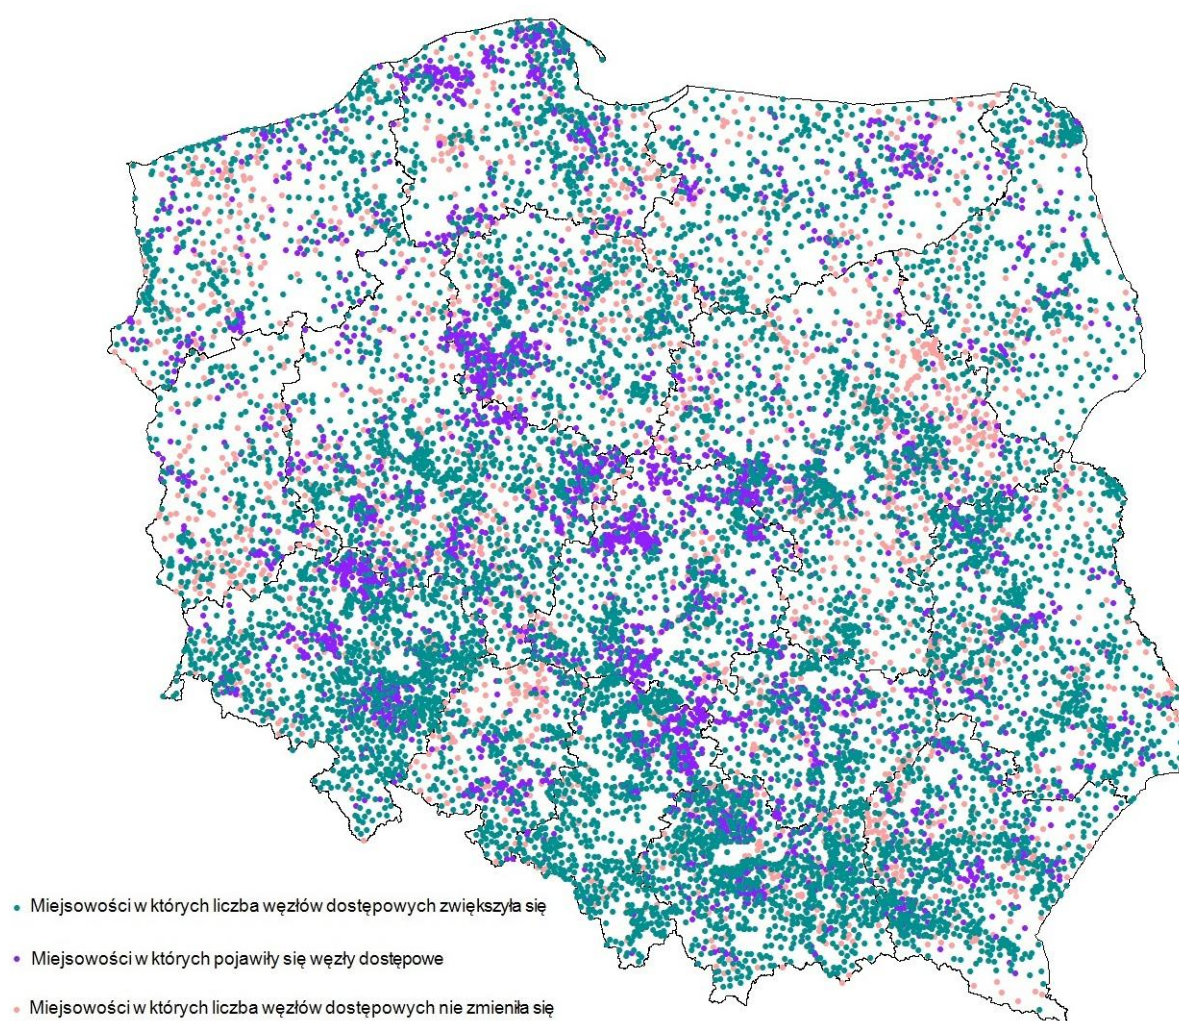 Miejsowości w których liczba węzłów dostępowych zwiększyła się
Miejsowości w których pojawiły się węzły dostępowe
Miejsowości w których liczba węzłów dostępowych nie zmieniła się